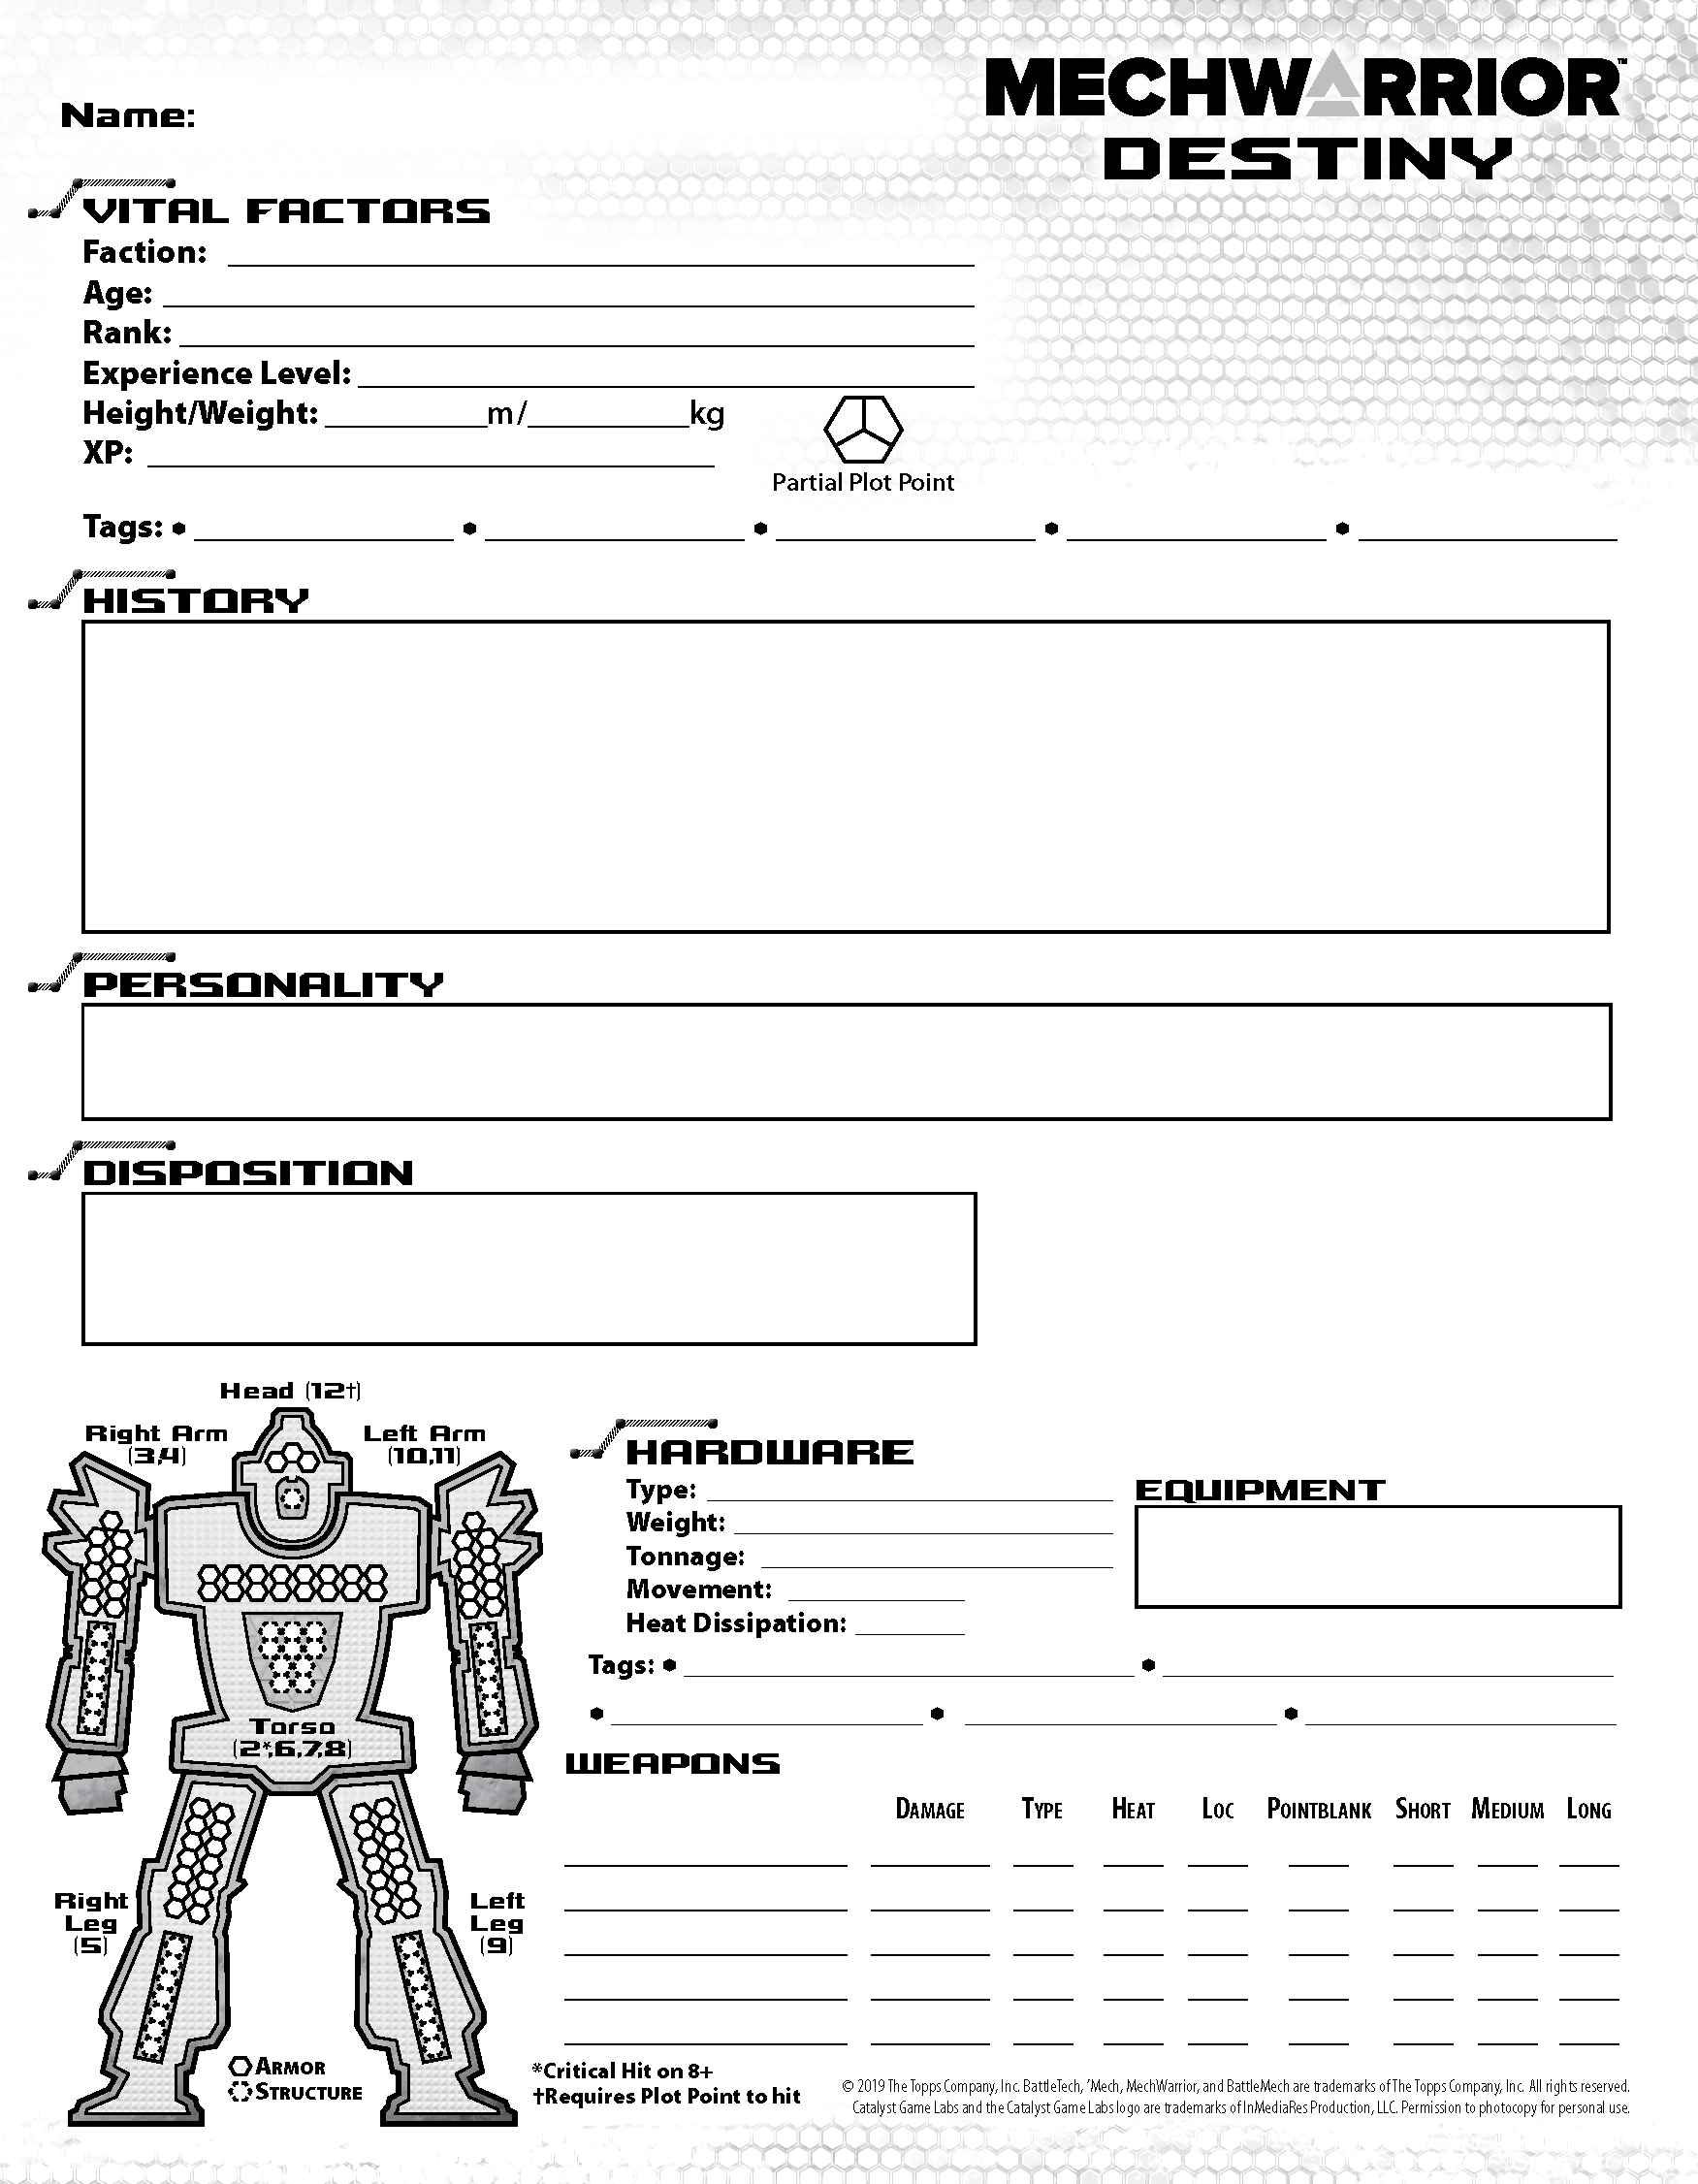 MECHWARRIOR™
DESTINY
Name:
VITAL FACTORS
Faction:
Age:
Rank:
Experience Level:
Height/Weight: m/ kg
XP:
Partial Plot Point
Tags: • • • • •
HISTORY
PERSONALITY
DISPOSITION
Head (12†)
Right Arm
(3,4)
Left Arm
(10,11)
Torso
(2*,6,7,8)
Right
Leg
(5)
Left
Leg
(9)
ARMOR
STRUCTURE
HARDWARE
Type:
Weight:
Tonnage:
Movement:
Heat Dissipation:
EQUIPMENT
Tags: • •
• • •
WEAPONS
DAMAGE TYPE HEAT LOC POINTBLANK SHORT MEDIUM LONG
*Critical Hit on 8+
†Requires Plot Point to hit
© 2019 The Topps Company, Inc. BattleTech, 'Mech, MechWarrior, and BattleMech are trademarks of The Topps Company, Inc. All rights reserved.
Catalyst Game Labs and the Catalyst Game Labs logo are trademarks of InMediaRes Production, LLC. Permission to photocopy for personal use.